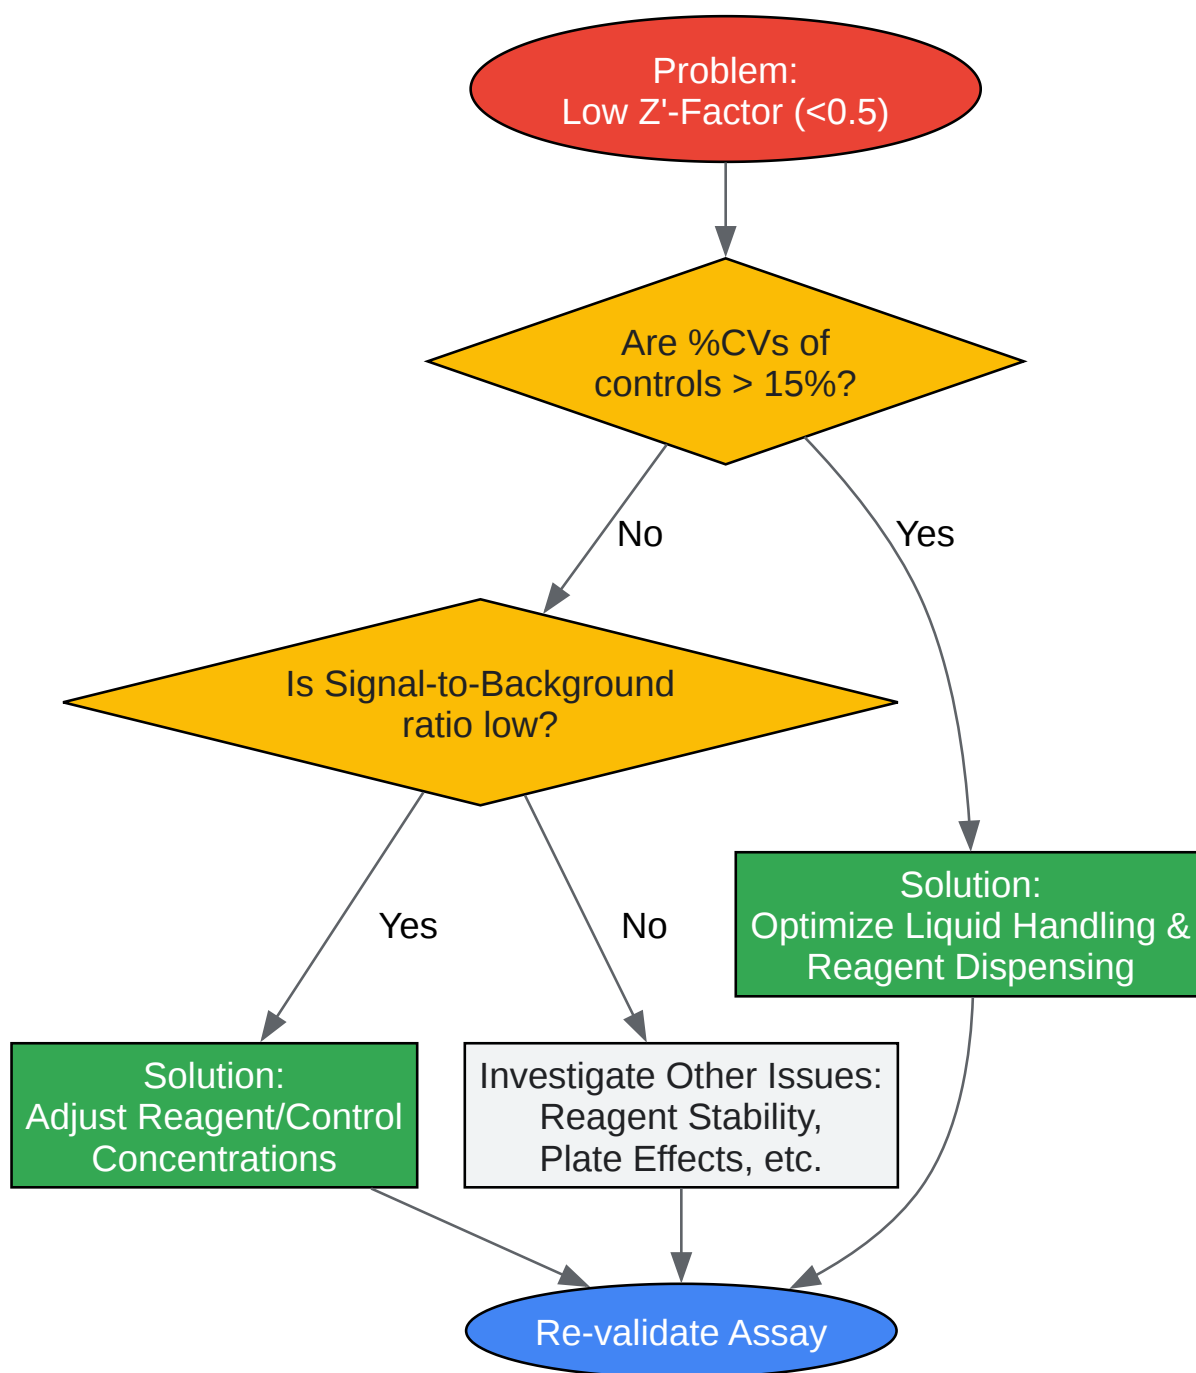 Problem:
Low Z'-Factor (<0.5)
Are %CVs of
controls > 15%?
No
Yes
Is Signal-to-Background
ratio low?
Yes
No
Solution:
Optimize Liquid Handling &
Reagent Dispensing
Solution:
Adjust Reagent/Control
Concentrations
Investigate Other Issues:
Reagent Stability,
Plate Effects, etc.
Re-validate Assay